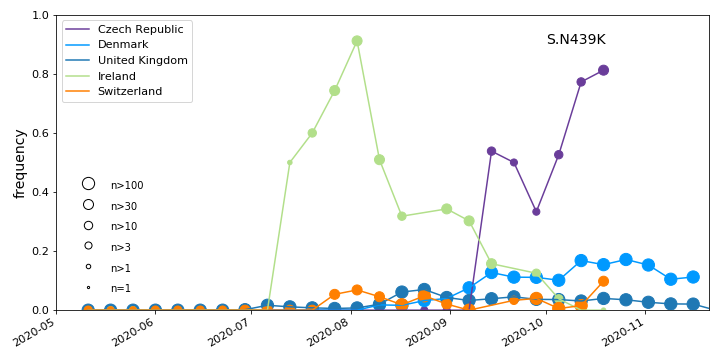 1.0
0.8
0.6
0.4
0.2
0.0
frequency
Czech Republic
Denmark
United Kingdom
Ireland
Switzerland
S.N439K
n>100
n>30
n>10
n>3
n>1
n=1
2020-05
2020-06
2020-07
2020-08
2020-09
2020-10
2020-11